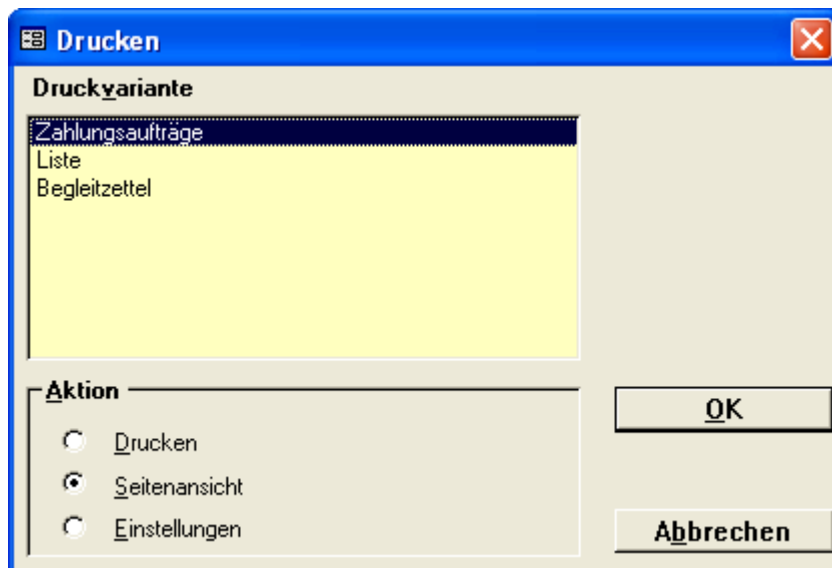 Drucken
Druckvariante
Zahlungsaufträge
Liste
Begleitzettel
Aktion
Drucken
Seitenansicht
Einstellungen
OK
Abbrechen